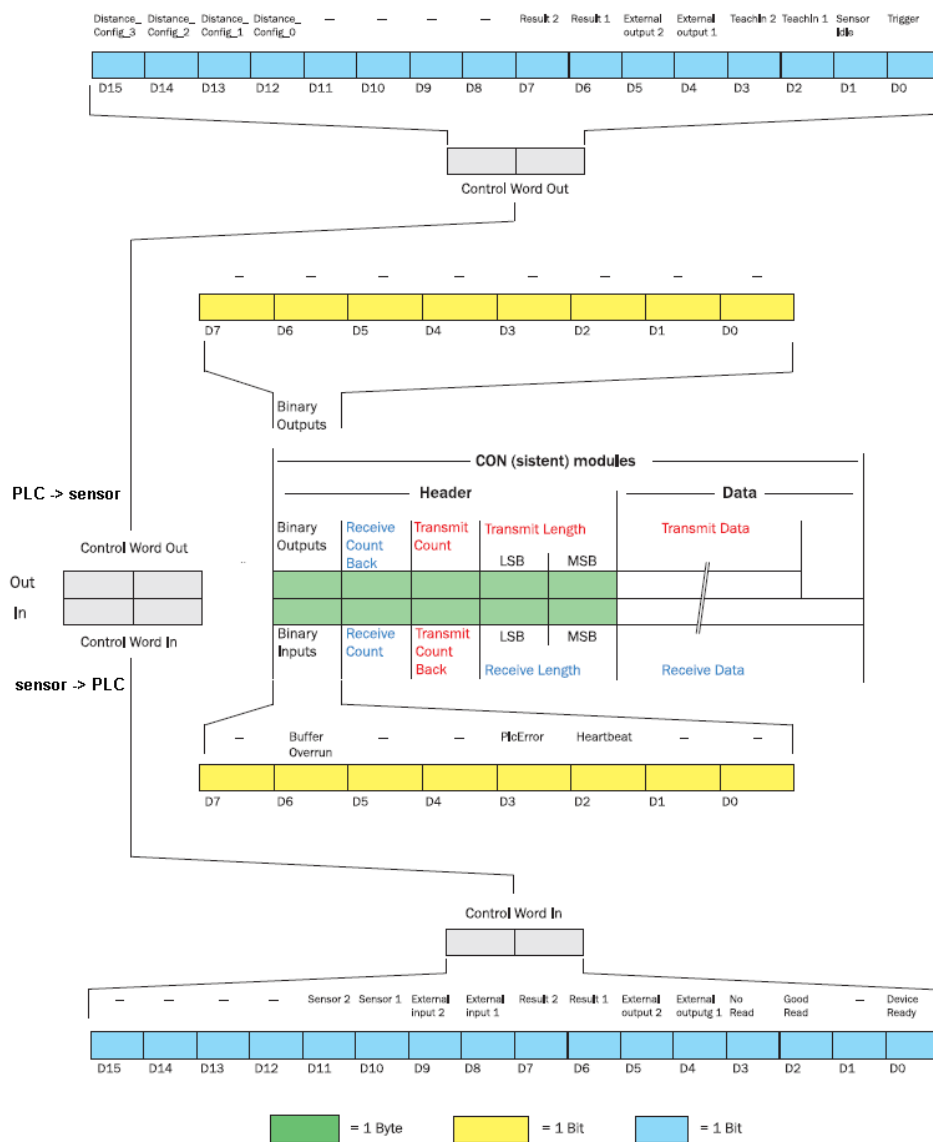 Distance_ Distance_ Distance_ Distance_ — — — — Result 2 Result 1 External External TeachIn 2 TeachIn 1 Sensor Trigger
Config_3 Config_2 Config_1 Config_0 output 2 output 1 Idle
D15 D14 D13 D12 D11 D10 D9 D8 D7 D6 D5 D4 D3 D2 D1 D0
Control Word Out
— — — — — — — —
D7 D6 D5 D4 D3 D2 D1 D0
Binary
Outputs
CON (sistent) modules
PLC -> sensor
Header Data
Binary Receive Transmit Transmit Length Transmit Data
Outputs Count Count
Back LSB MSB
Control Word Out
Out
In
Control Word In
Binary Receive Transmit LSB MSB
Inputs Count Count
Back Receive Length Receive Data
sensor -> PLC
— Buffer — — PlcError Heartbeat — —
Overrun
D7 D6 D5 D4 D3 D2 D1 D0
Control Word In
— — — — Sensor 2 Sensor 1 External External Result 2 Result 1 External External No Good — Device
input 2 input 1 output 2 outputg 1 Read Read Ready
D15 D14 D13 D12 D11 D10 D9 D8 D7 D6 D5 D4 D3 D2 D1 D0
= 1 Byte = 1 Bit = 1 Bit